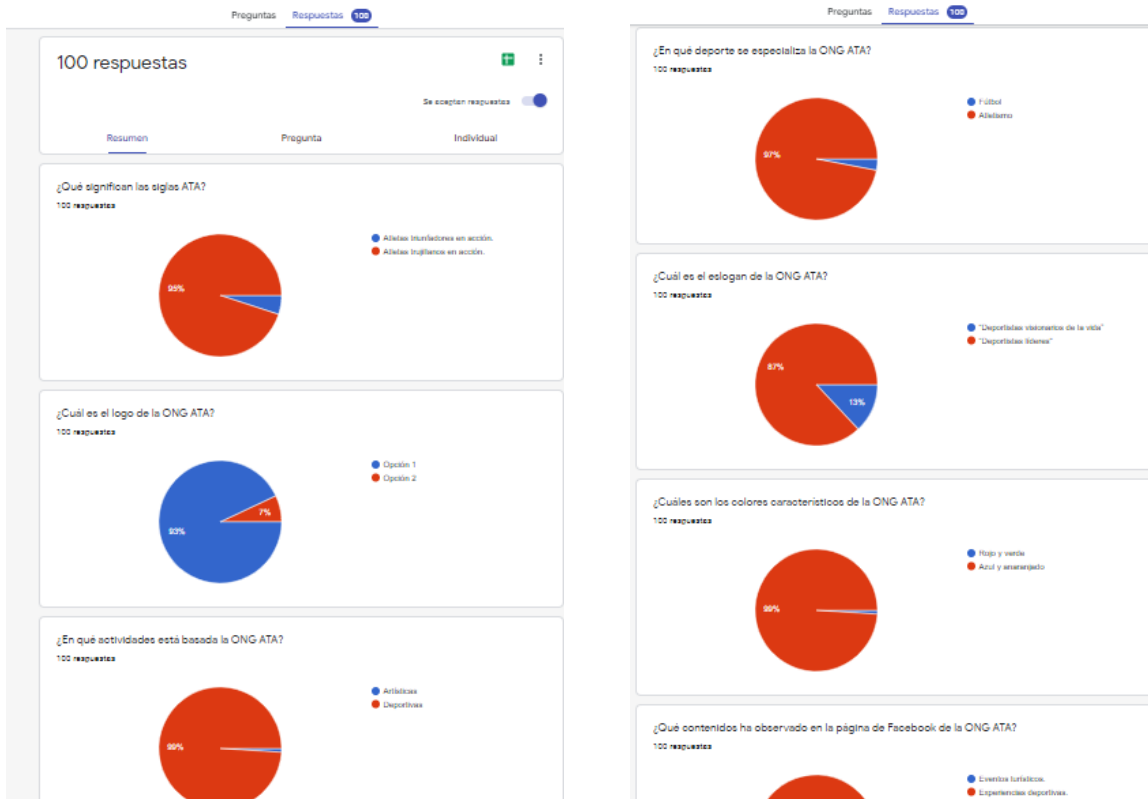 Preguntas Respuestas 100
100 respuestas
Se aceptan respuestas
Resumen Pregunta Individual
¿Qué significan las siglas ATA?
100 respuestas
Atletas triunfadores en acción.
Atletas trujillanos en acción.
95%
¿Cuál es el logo de la ONG ATA?
100 respuestas
Opción 1
Opción 2
7%
93%
¿En qué actividades está basada la ONG ATA?
100 respuestas
Artísticas
Deportivas
99%
Preguntas Respuestas 100
¿En qué deporte se especializa la ONG ATA?
100 respuestas
Fútbol
Atletismo
97%
¿Cuál es el eslogan de la ONG ATA?
100 respuestas
"Deportistas visionarios de la vida"
"Deportistas líderes"
87%
13%
¿Cuáles son los colores característicos de la ONG ATA?
100 respuestas
Rojo y verde
Azul y anaranjado
99%
¿Qué contenidos ha observado en la página de Facebook de la ONG ATA?
100 respuestas
Eventos turísticos.
Experiencias deportivas.